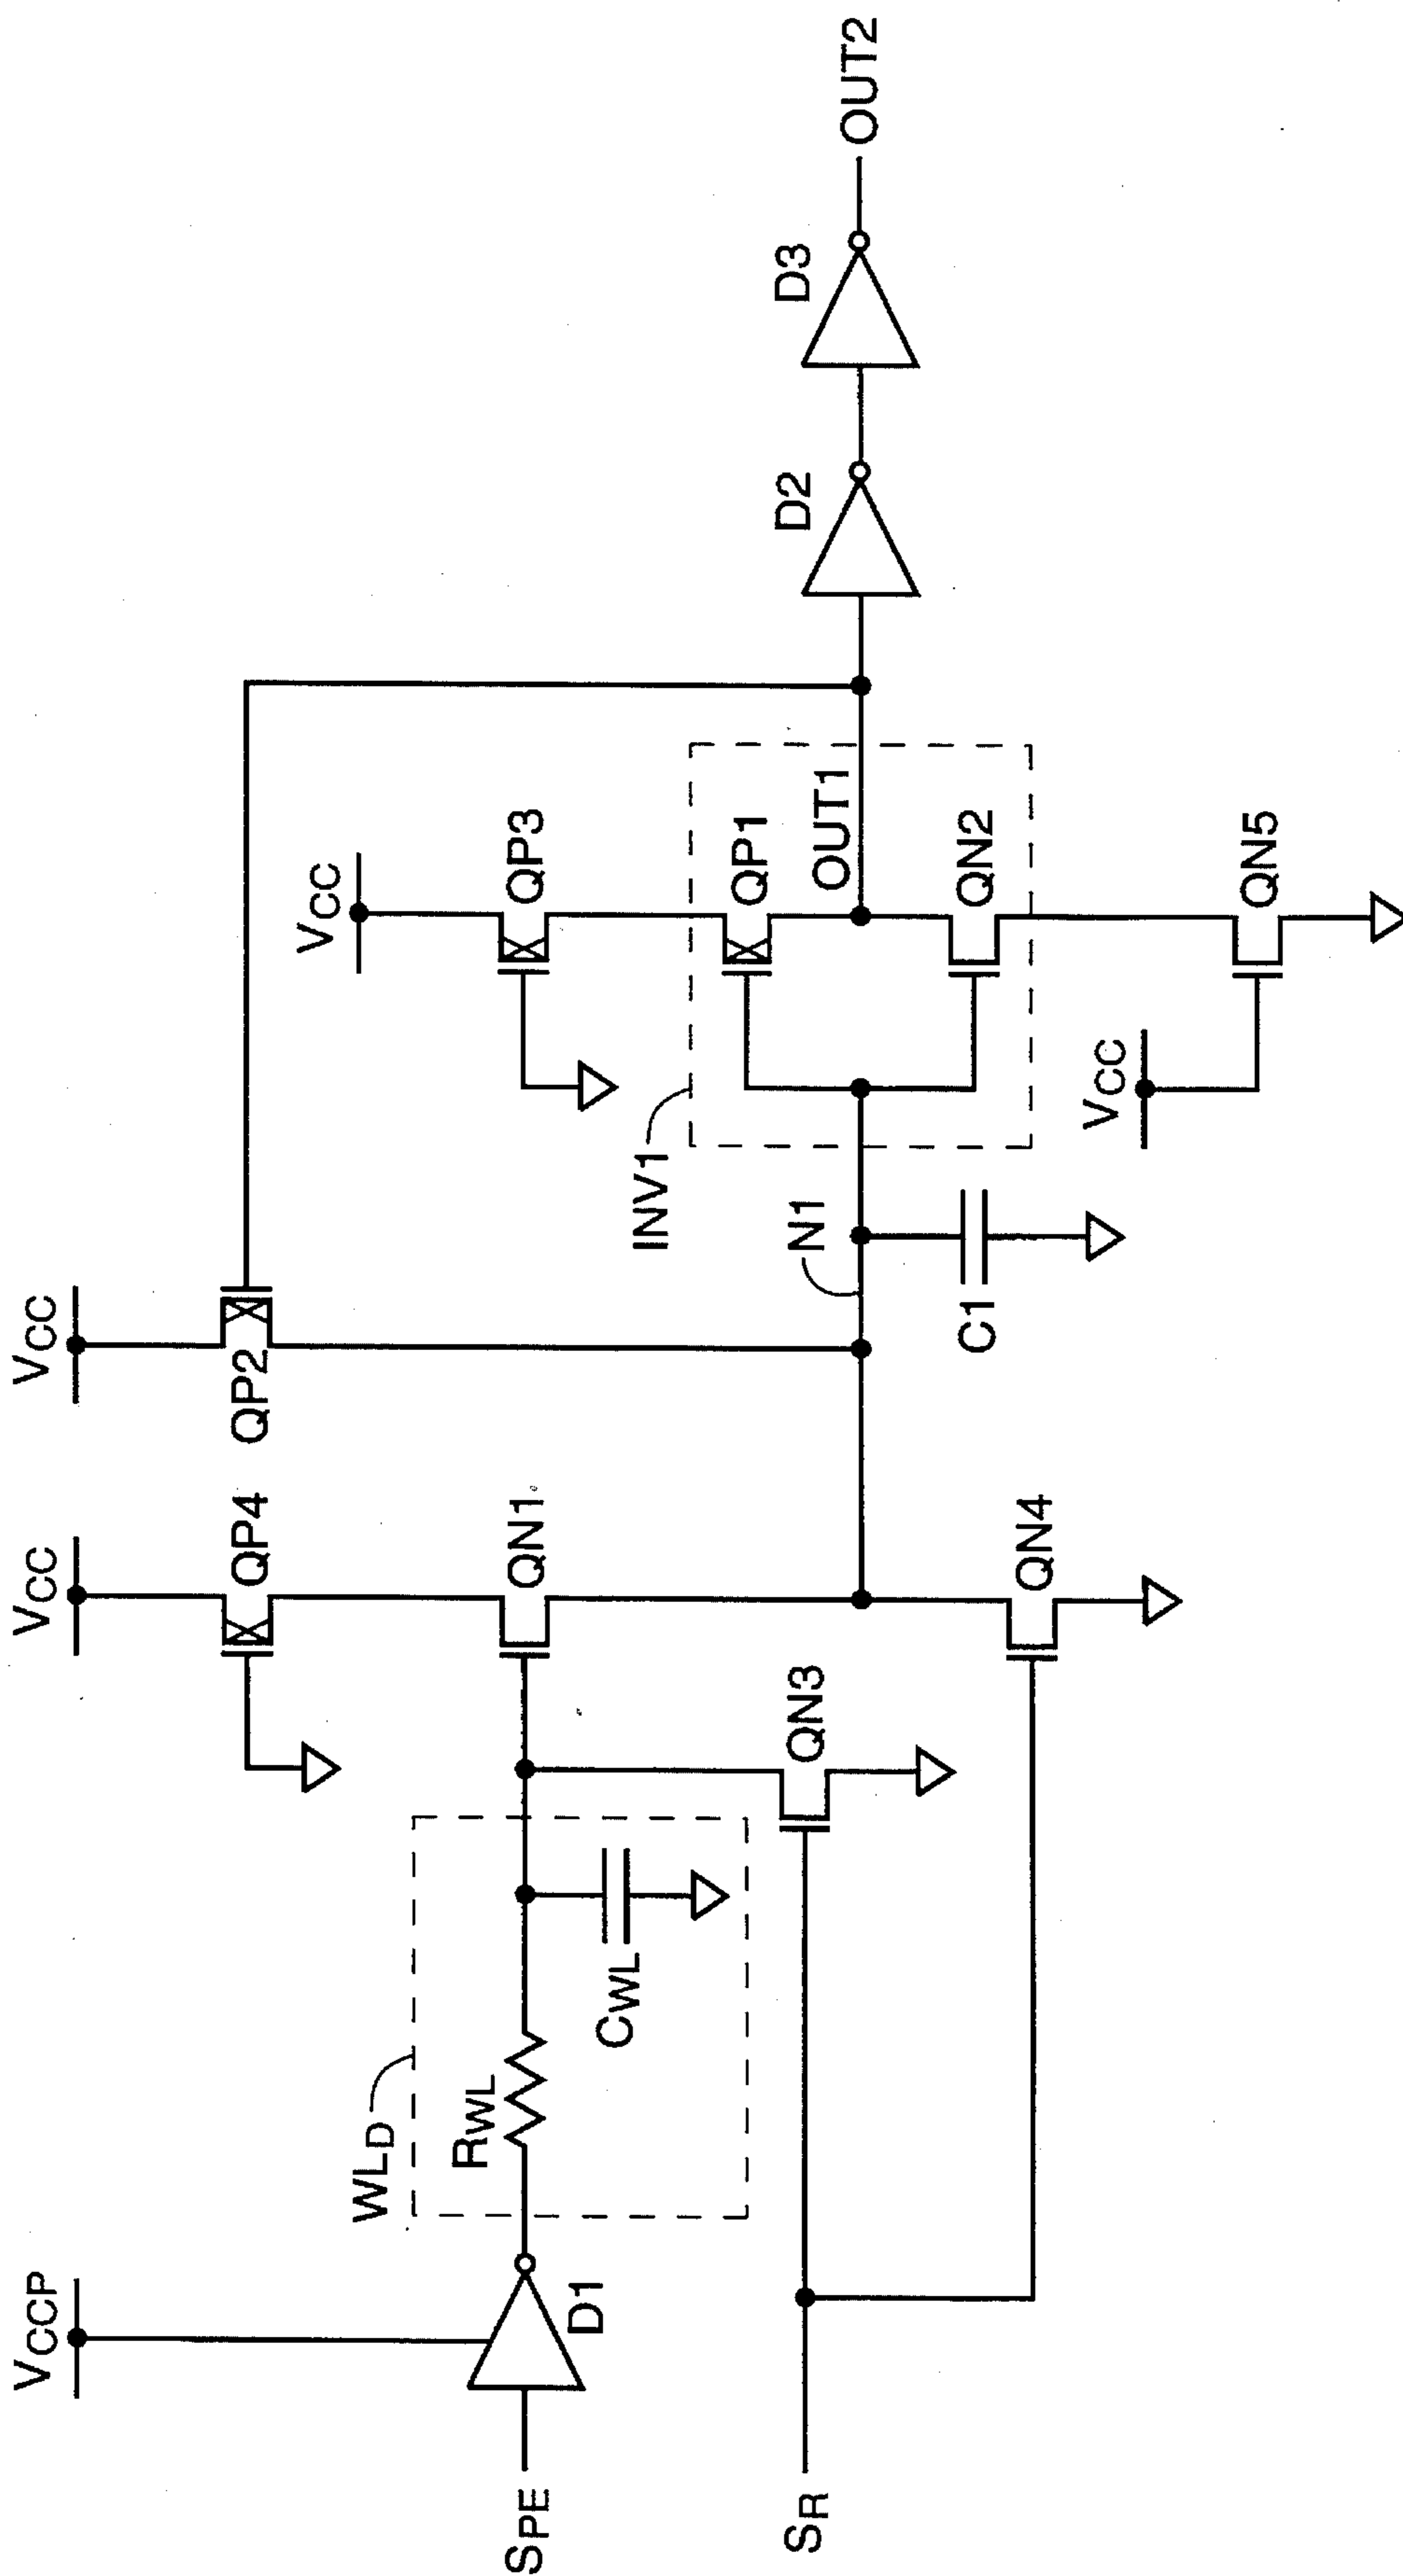 VCCP
VCC
VCC
QP4
QP2
VCC
QP3
WLD
RWL
CWL
QN1
INV1
QP1
OUT1
SPE
D1
QN3
N1
D2
D3
OUT2
SR
QN4
C1
QN2
VCC
QN5